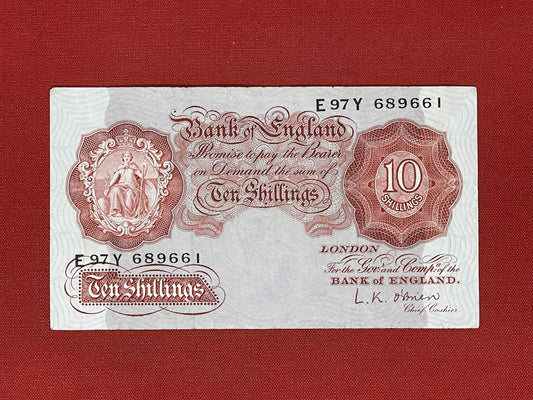 E97Y 689661
Bank of England
Promise to pay the Bearer
on Demand the sum of
Ten Shillings
10
SHILLINGS
E97Y 689661
Ten Shillings
LONDON
For the Govr. and Compa. of the
BANK OF ENGLAND.
L. K. O'Brien
Chief Cashier.